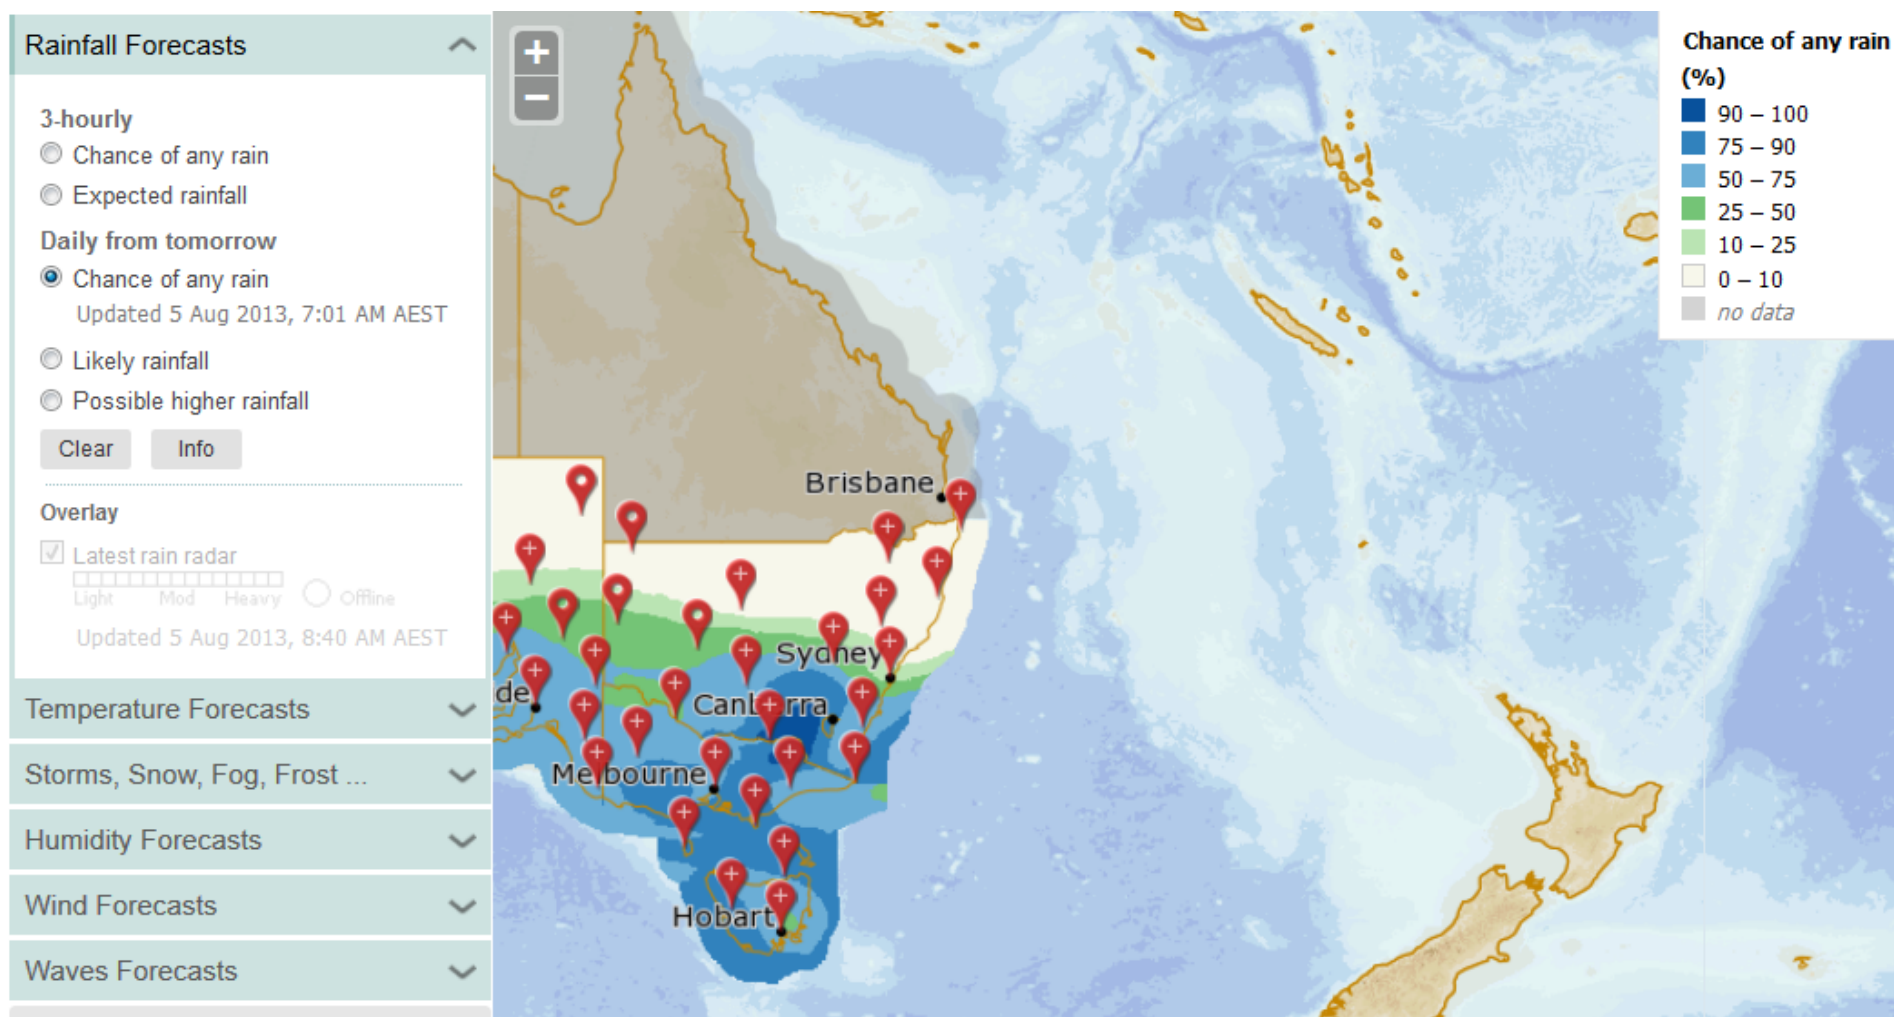 Rainfall Forecasts
3-hourly
Chance of any rain
Expected rainfall
Daily from tomorrow
Chance of any rain
Updated 5 Aug 2013, 7:01 AM AEST
Likely rainfall
Possible higher rainfall
Clear Info
Overlay
Latest rain radar
Light Mod Heavy Offline
Updated 5 Aug 2013, 8:40 AM AEST
Temperature Forecasts
Storms, Snow, Fog, Frost ...
Humidity Forecasts
Wind Forecasts
Waves Forecasts
+
−
Brisbane
Sydney
de
Canberra
Melbourne
Hobart
Chance of any rain
(%)
90 – 100
75 – 90
50 – 75
25 – 50
10 – 25
0 – 10
no data